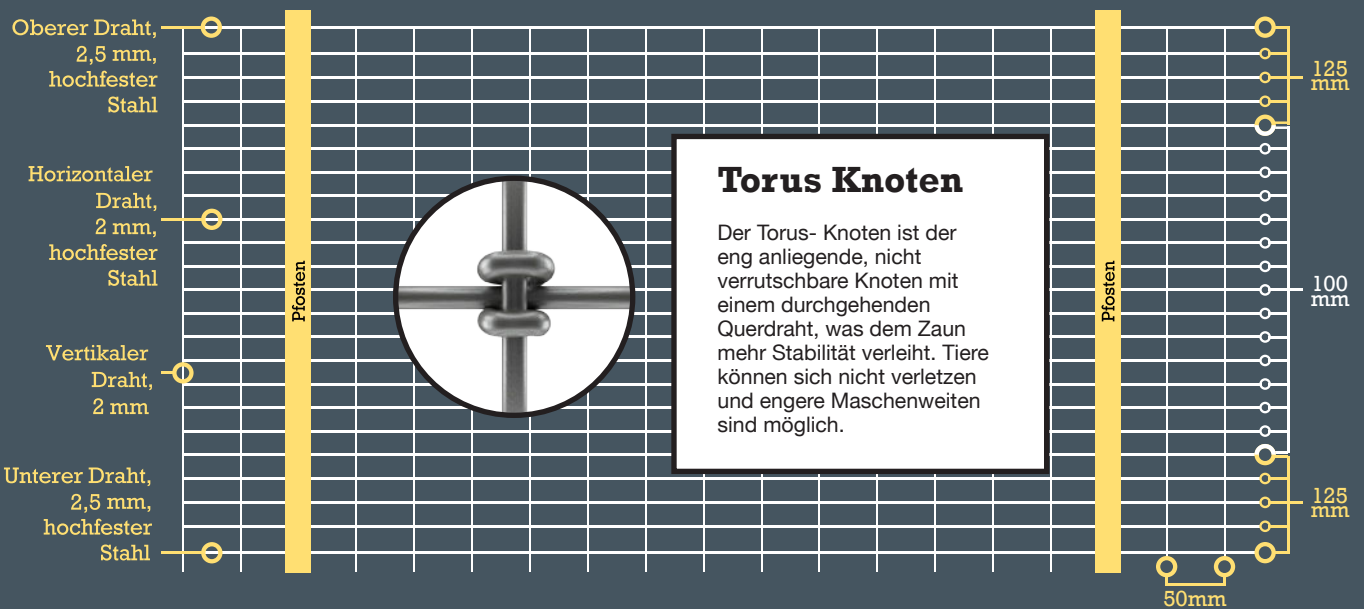 Oberer Draht,
2,5 mm,
hochfester
Stahl
Horizontaler
Draht,
2 mm,
hochfester
Stahl
Vertikaler
Draht,
2 mm
Unterer Draht,
2,5 mm,
hochfester
Stahl
Pfosten
Torus Knoten
Der Torus- Knoten ist der
eng anliegende, nicht
verrutschbare Knoten mit
einem durchgehenden
Querdraht, was dem Zaun
mehr Stabilität verleiht. Tiere
können sich nicht verletzen
und engere Maschenweiten
sind möglich.
Pfosten
125
mm
100
mm
125
mm
50mm